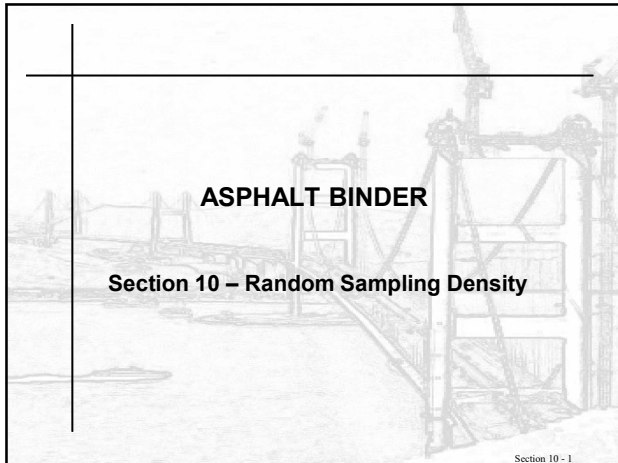 ASPHALT BINDER
Section 10 – Random Sampling Density
Section 10 - 1